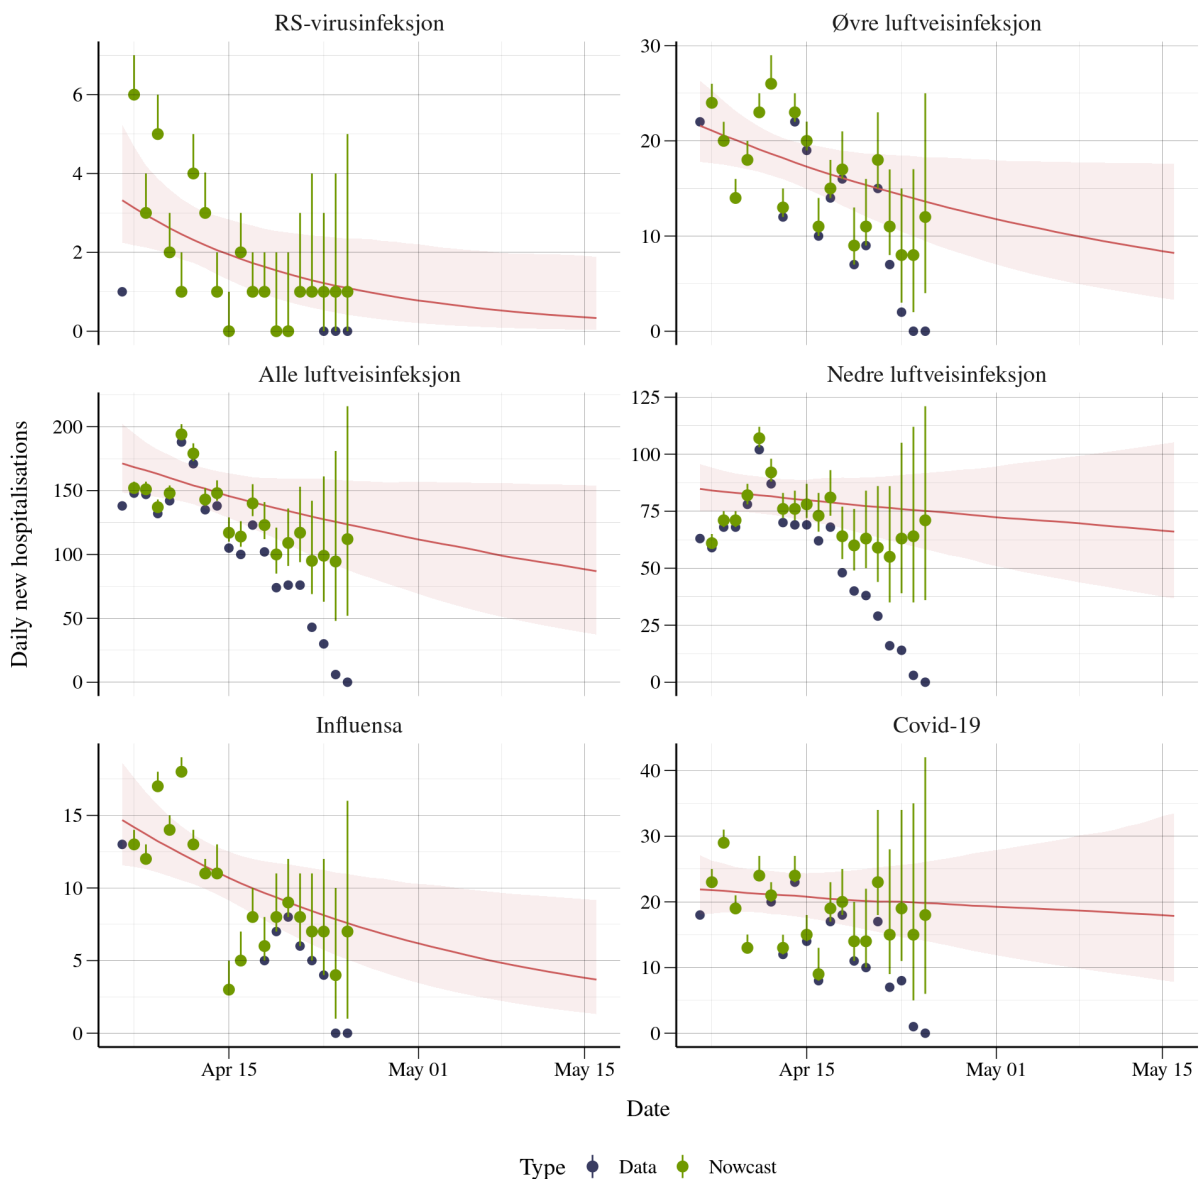 RS-virusinfeksjon
Øvre luftveisinfeksjon
6
4
2
0
30
20
10
0
Alle luftveisinfeksjon
Nedre luftveisinfeksjon
200
150
100
50
0
125
100
75
50
25
0
Daily new hospitalisations
Influensa
Covid-19
15
10
5
0
40
30
20
10
0
Apr 15
May 01
May 15
Apr 15
May 01
May 15
Date
Type Data Nowcast